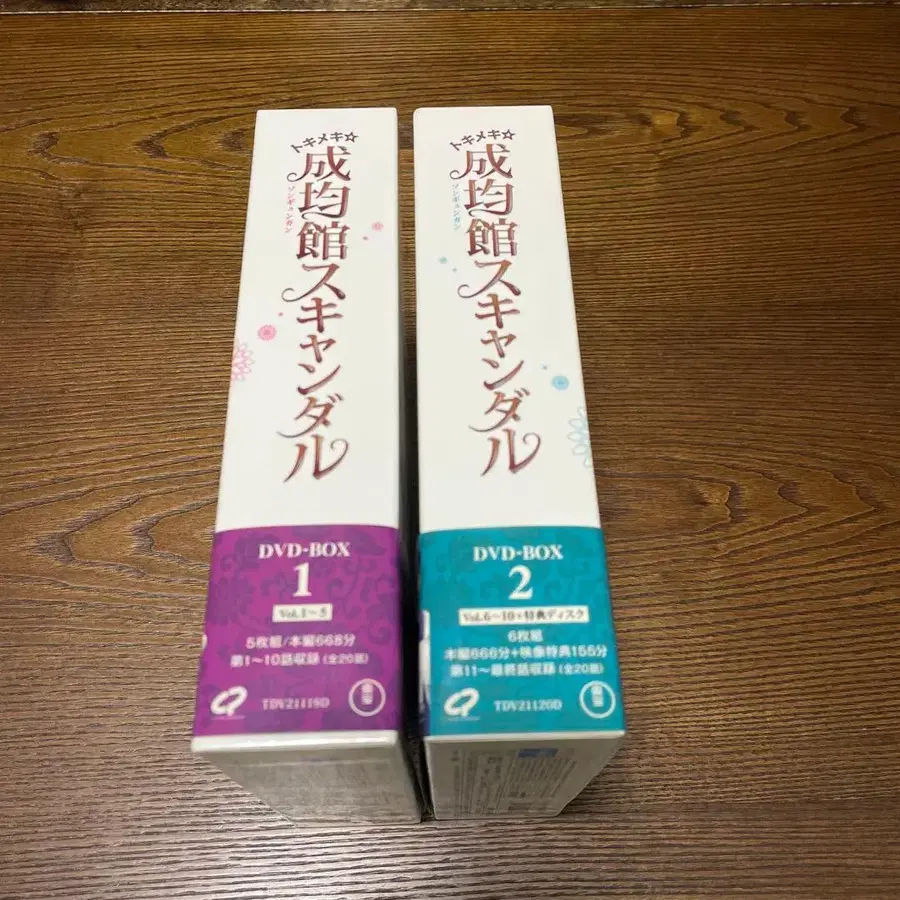 トキメキ☆
成均館スキャンダル
ソンギュンガン
DVD-BOX
1
Vol.1~5
5枚組/本編668分
第1~10話収録(全20話)
TDV21119D
東宝
トキメキ☆
成均館スキャンダル
ソンギュンガン
DVD-BOX
2
Vol.6~10+特典ディスク
6枚組
本編666分+映像特典155分
第11~最終話収録(全20話)
TDV21120D
東宝